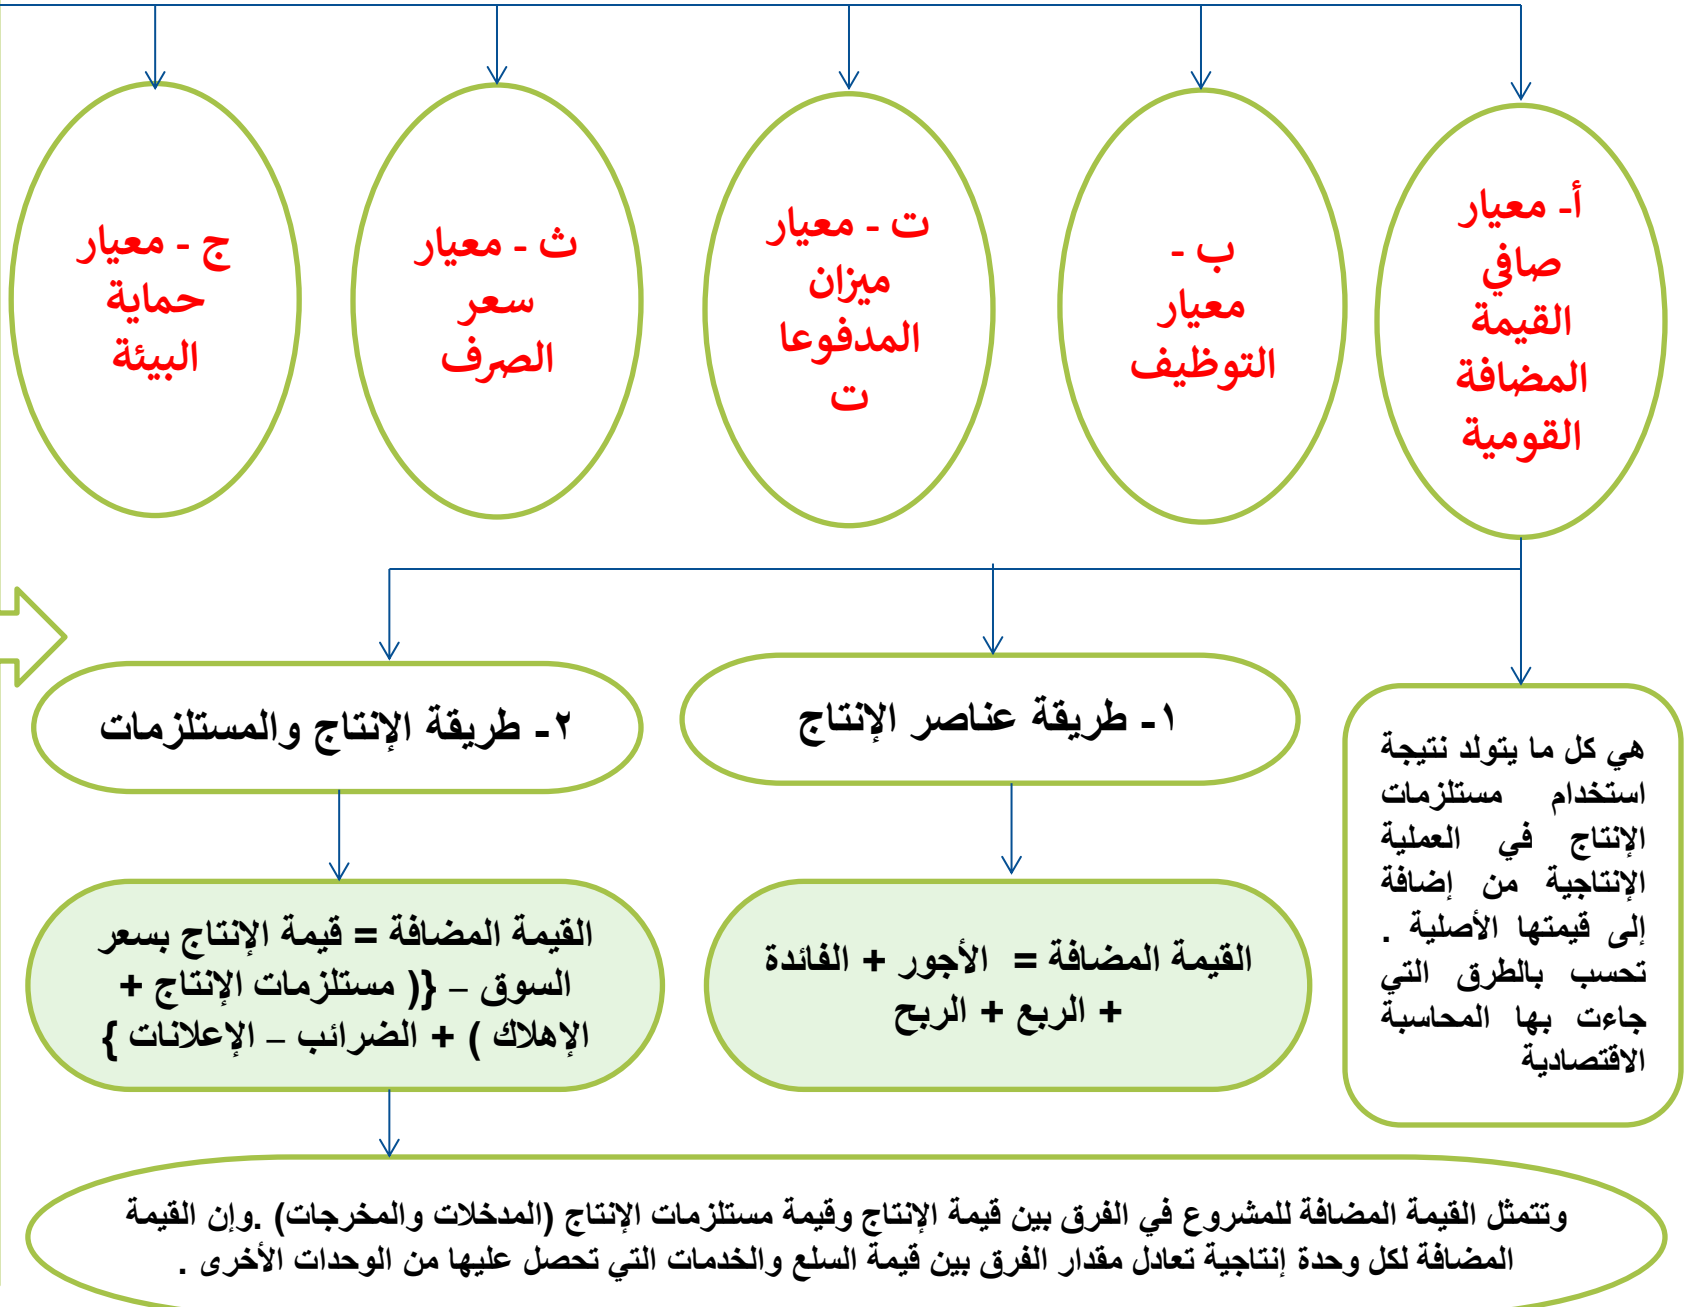 أ- معيار
صافي
القيمة
المضافة
القومية
ب -
معيار
التوظيف
ت - معيار
ميزان
المدفوعا
ت
ث - معيار
سعر
الصرف
ج - معيار
حماية
البيئة
هي كل ما يتولد نتيجة
استخدام مستلزمات
الإنتاج في العملية
الإنتاجية من إضافة
إلى قيمتها الأصلية .
تحسب بالطرق التي
جاءت بها المحاسبة
الاقتصادية
١- طريقة عناصر الإنتاج
القيمة المضافة = الأجور + الفائدة
+ الربع + الربح
٢- طريقة الإنتاج والمستلزمات
القيمة المضافة = قيمة الإنتاج بسعر
السوق – {( مستلزمات الإنتاج +
الإهلاك ) + الضرائب – الإعلانات }
وتتمثل القيمة المضافة للمشروع في الفرق بين قيمة الإنتاج وقيمة مستلزمات الإنتاج (المدخلات والمخرجات) .وإن القيمة
المضافة لكل وحدة إنتاجية تعادل مقدار الفرق بين قيمة السلع والخدمات التي تحصل عليها من الوحدات الأخرى .